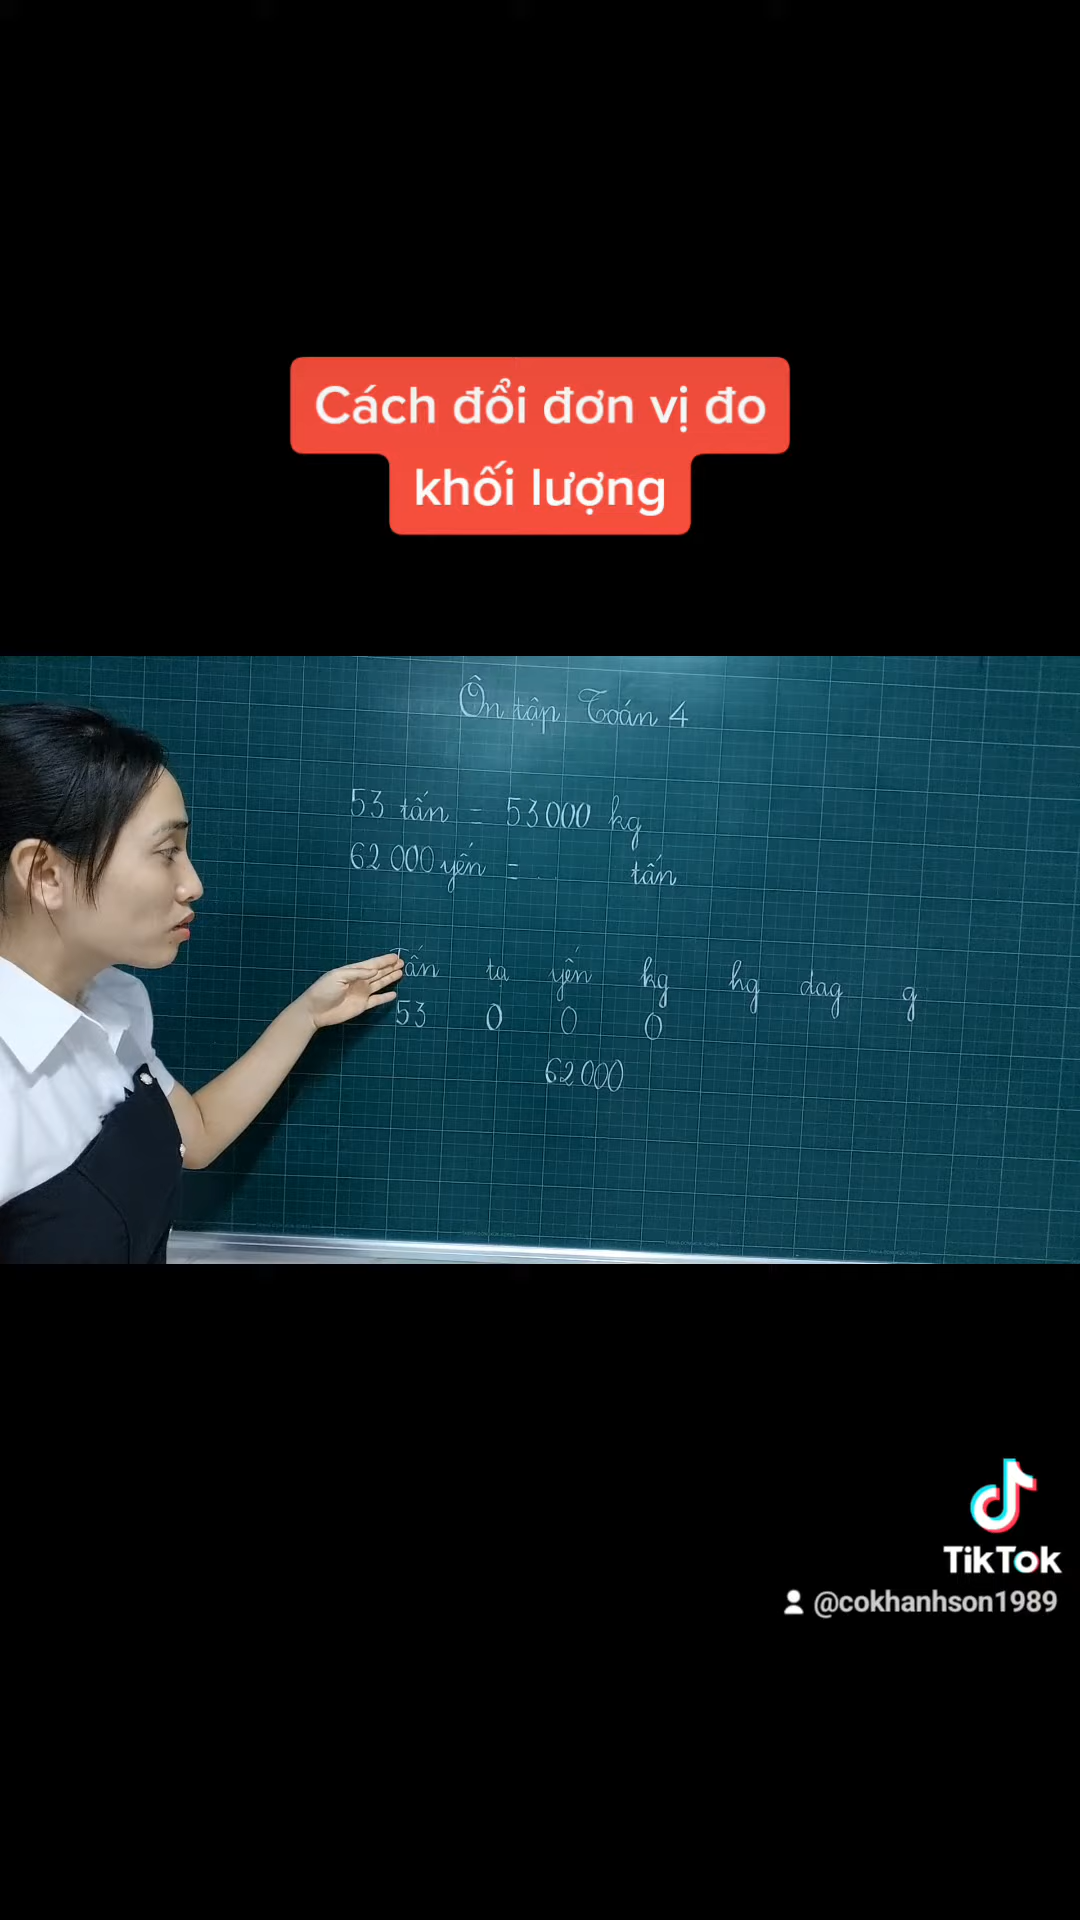 Cách đổi đơn vị đo
khối lượng
Ôn tập Toán 4
53 tấn = 53 000 kg
62 000 yến = . . tấn
Tấn tạ yến kg hg dag g
53 0 0 0
62 000
TikTok
@cokhanhson1989